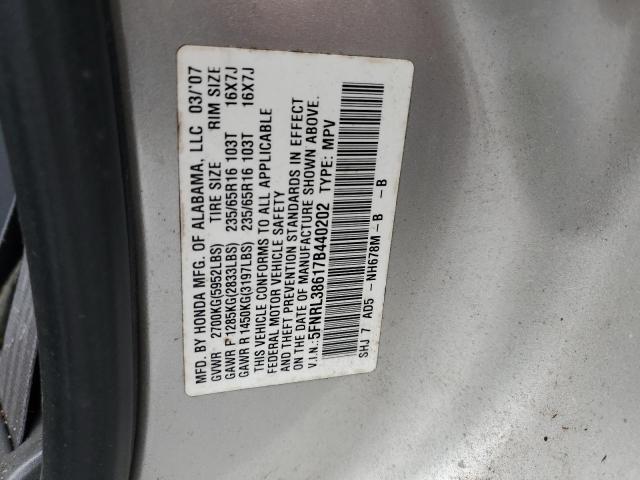 MFD. BY HONDA MFG. OF ALABAMA, LLC 03/'07
GVWR 2700KG(5952LBS) TIRE SIZE RIM SIZE
GAWR F 1285KG(2833LBS) 235/65R16 103T 16X7J
GAWR R 1450KG(3197LBS) 235/65R16 103T 16X7J
THIS VEHICLE CONFORMS TO ALL APPLICABLE
FEDERAL MOTOR VEHICLE SAFETY
AND THEFT PREVENTION STANDARDS IN EFFECT
ON THE DATE OF MANUFACTURE SHOWN ABOVE.
V.I.N.: 5FNRL38617B440202 TYPE: MPV
SHJ 7 AD5 - NH678M - B - B